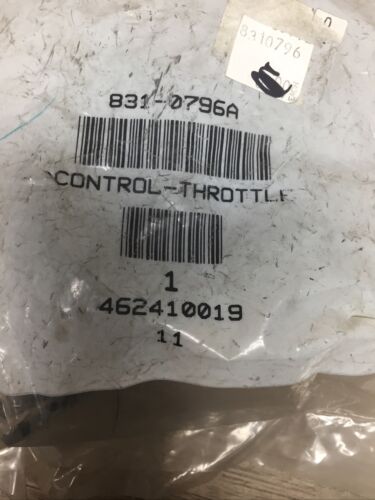 8310796
831-0796A
CONTROL-THROTTLE
1
462410019
11